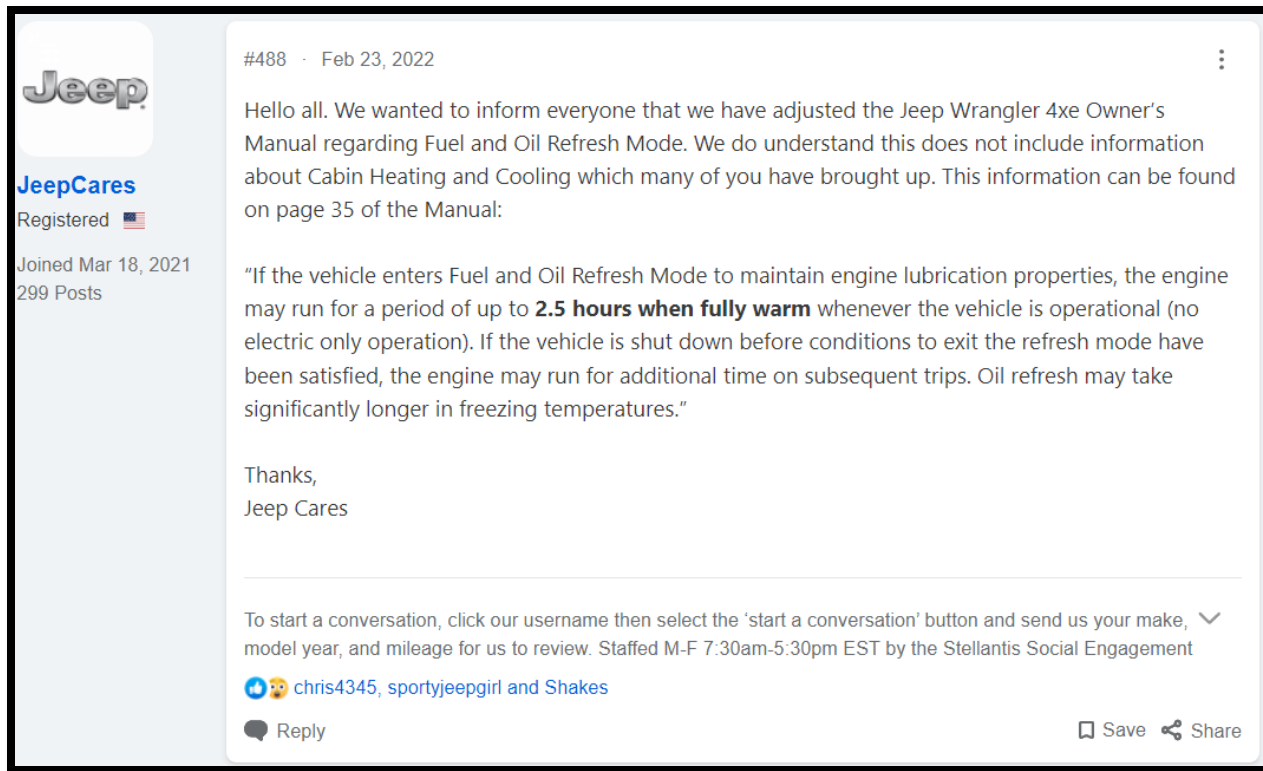 Jeep
JeepCares
Registered
Joined Mar 18, 2021
299 Posts
#488 · Feb 23, 2022
Hello all. We wanted to inform everyone that we have adjusted the Jeep Wrangler 4xe Owner’s
Manual regarding Fuel and Oil Refresh Mode. We do understand this does not include information
about Cabin Heating and Cooling which many of you have brought up. This information can be found
on page 35 of the Manual:
“If the vehicle enters Fuel and Oil Refresh Mode to maintain engine lubrication properties, the engine
may run for a period of up to 2.5 hours when fully warm whenever the vehicle is operational (no
electric only operation). If the vehicle is shut down before conditions to exit the refresh mode have
been satisfied, the engine may run for additional time on subsequent trips. Oil refresh may take
significantly longer in freezing temperatures.”
Thanks,
Jeep Cares
To start a conversation, click our username then select the ‘start a conversation’ button and send us your make,
model year, and mileage for us to review. Staffed M-F 7:30am-5:30pm EST by the Stellantis Social Engagement
chris4345, sportyjeepgirl and Shakes
Reply
Save
Share